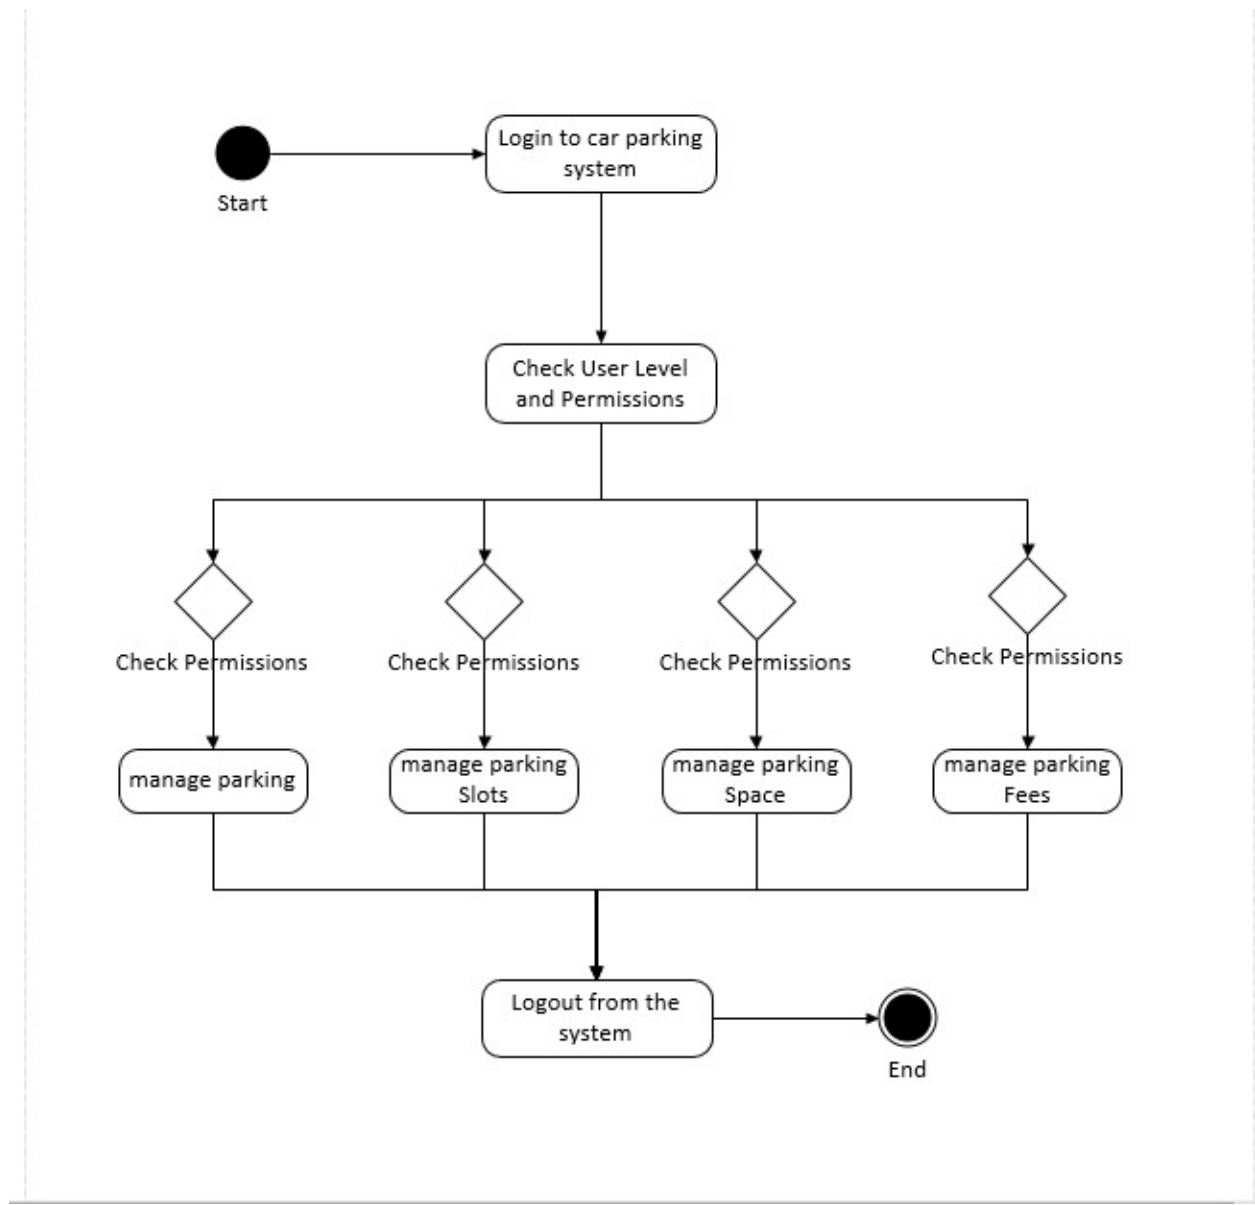 Login to car parking
system
Start
Check User Level
and Permissions
Check Permissions
Check Permissions
Check Permissions
Check Permissions
manage parking
manage parking
Slots
manage parking
Space
manage parking
Fees
Logout from the
system
End